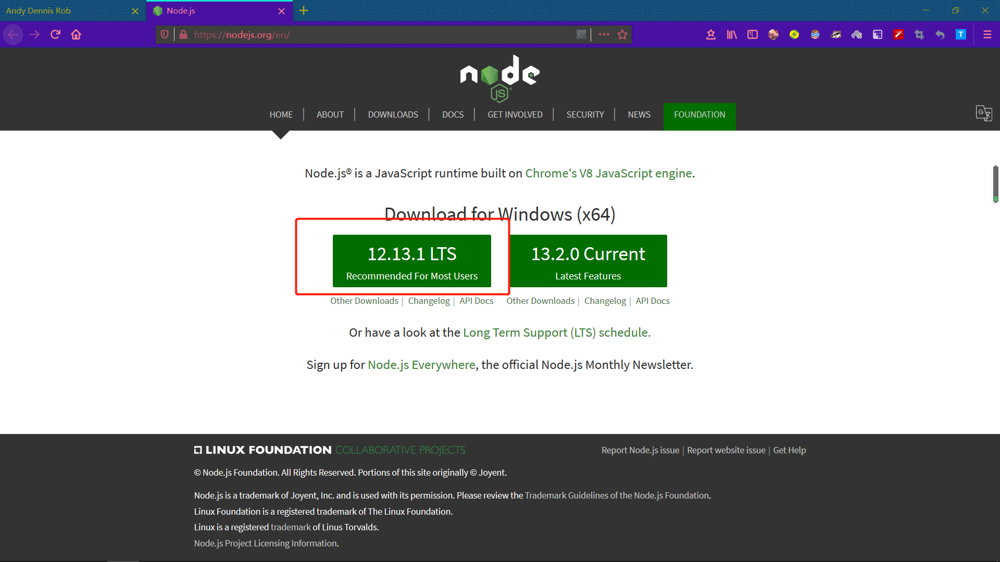 Andy Dennis Rob
Node.js
https://nodejs.org/en/
node
JS
HOME | ABOUT | DOWNLOADS | DOCS | GET INVOLVED | SECURITY | NEWS FOUNDATION
Node.js® is a JavaScript runtime built on Chrome's V8 JavaScript engine.
Download for Windows (x64)
12.13.1 LTS
Recommended For Most Users
13.2.0 Current
Latest Features
Other Downloads | Changelog | API Docs
Other Downloads | Changelog | API Docs
Or have a look at the Long Term Support (LTS) schedule.
Sign up for Node.js Everywhere, the official Node.js Monthly Newsletter.
LINUX FOUNDATION COLLABORATIVE PROJECTS
Report Node.js issue | Report website issue | Get Help
© Node.js Foundation. All Rights Reserved. Portions of this site originally © Joyent.
Node.js is a trademark of Joyent, Inc. and is used with its permission. Please review the Trademark Guidelines of the Node.js Foundation.
Linux Foundation is a registered trademark of The Linux Foundation.
Linux is a registered trademark of Linus Torvalds.
Node.js Project Licensing Information.